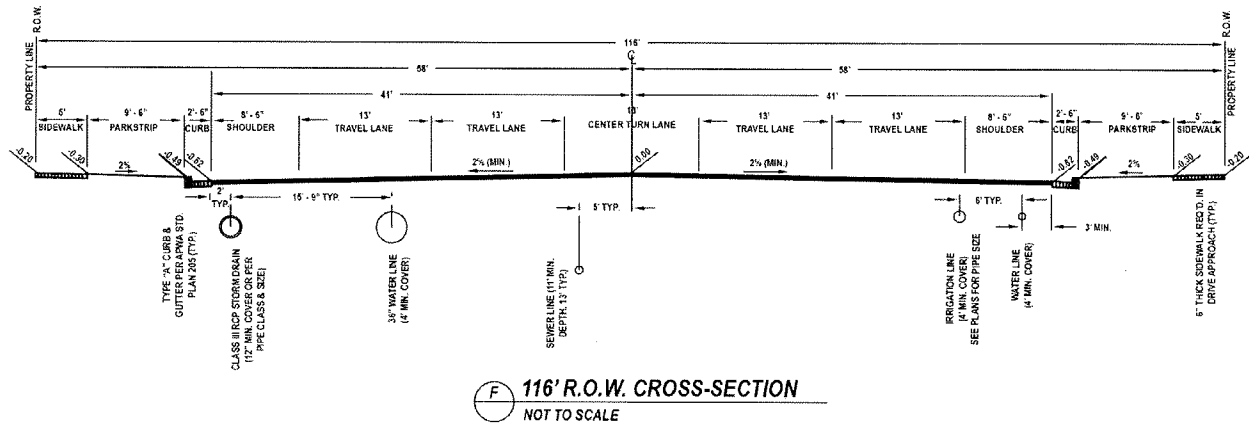 R.O.W.
R.O.W.
PROPERTY LINE
PROPERTY LINE
116'
℄
58'
58'
41'
41'
5'
9' - 6"
2'- 6"
8' - 6"
13'
13'
13'
13'
13'
8' - 6"
2'- 6"
9' - 6"
5'
SIDEWALK
PARKSTRIP
CURB
SHOULDER
TRAVEL LANE
TRAVEL LANE
CENTER TURN LANE
TRAVEL LANE
TRAVEL LANE
SHOULDER
CURB
PARKSTRIP
SIDEWALK
-0.20
-0.30
2%
-0.49
-0.62
2% (MIN.)
0.00
2% (MIN.)
-0.62
-0.49
2%
-0.30
-0.20
2'
TYP.
15' - 9" TYP.
5' TYP.
6' TYP.
3' MIN.
TYPE "A" CURB &
GUTTER PER APWA STD.
PLAN 205 (TYP.)
CLASS III RCP STORM DRAIN
(12" MIN. COVER OR PER
PIPE CLASS & SIZE)
36" WATER LINE
(4' MIN. COVER)
SEWER LINE (11' MIN.
DEPTH. 13' TYP.)
IRRIGATION LINE
(4' MIN. COVER)
SEE PLANS FOR PIPE SIZE
WATER LINE
(4' MIN. COVER)
6" THICK SIDEWALK REQ'D. IN
DRIVE APPROACH (TYP.)
F
116' R.O.W. CROSS-SECTION
NOT TO SCALE